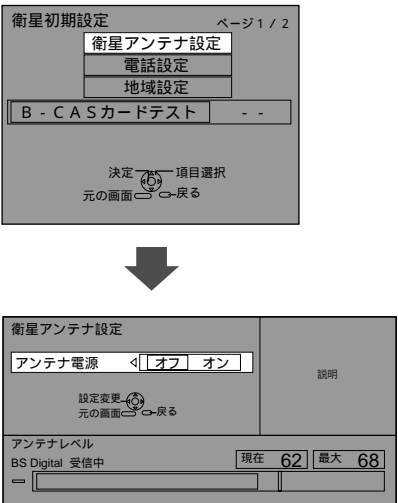 衛星初期設定 ページ1／2
衛星アンテナ設定
電話設定
地域設定
B-CASカードテスト --
決定 項目選択
元の画面 戻る
衛星アンテナ設定
アンテナ電源 オフ オン
説明
設定変更
元の画面 戻る
アンテナレベル
BS Digital 受信中 現在 62 最大 68